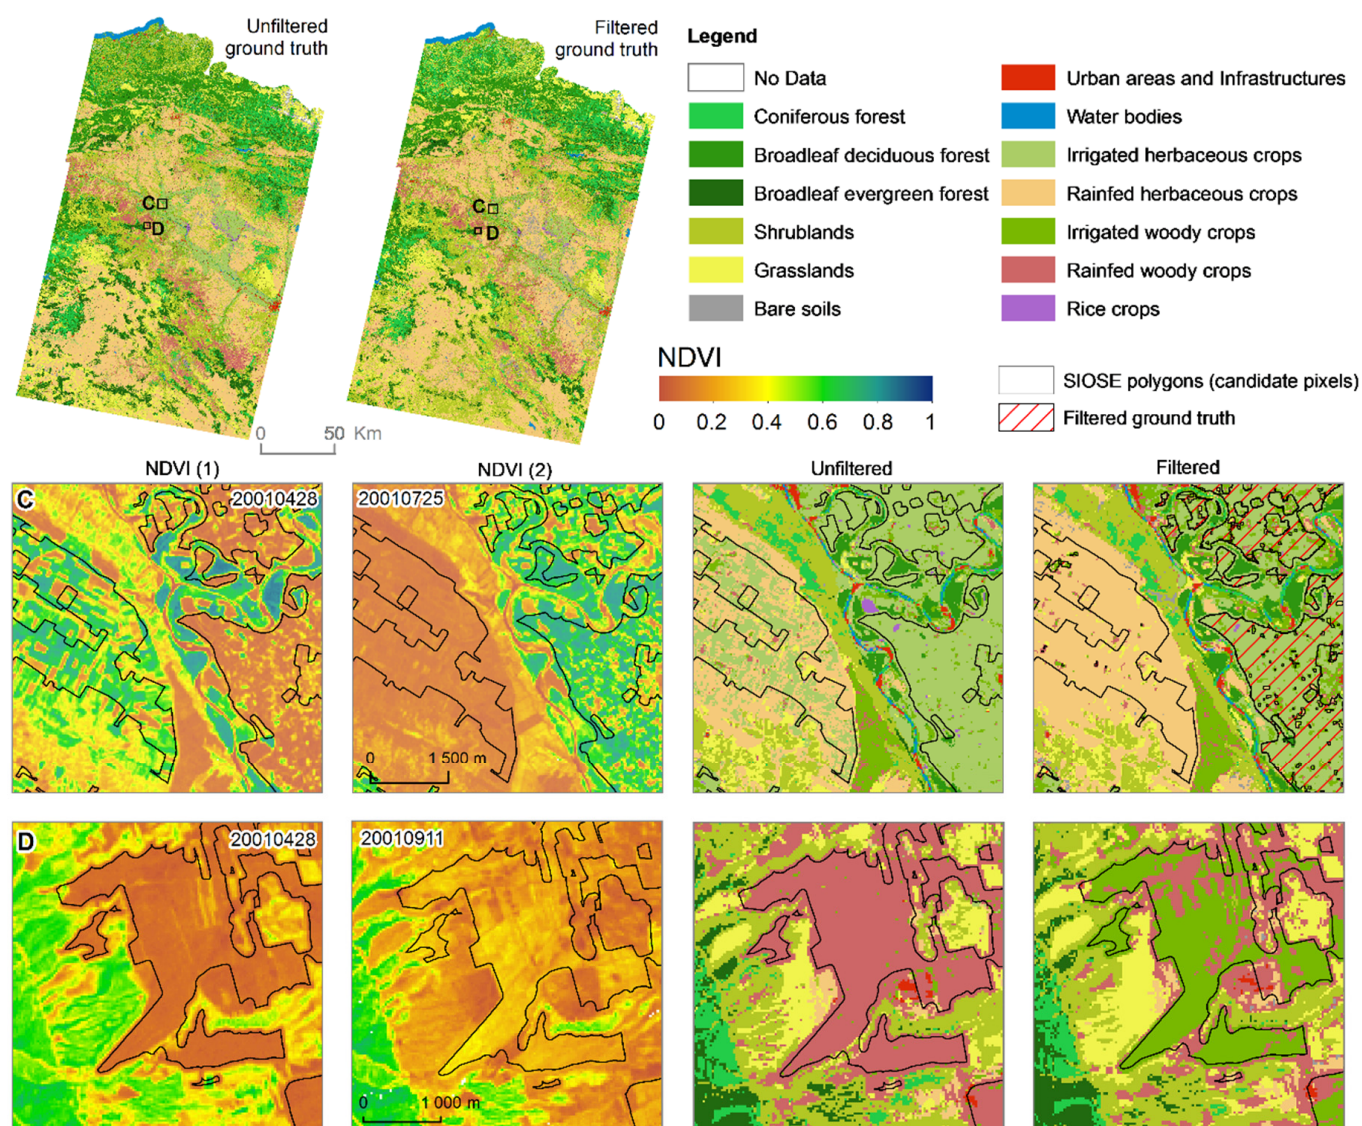 Unfiltered
ground truth
Filtered
ground truth
Legend
No Data
Coniferous forest
Broadleaf deciduous forest
Broadleaf evergreen forest
Shrublands
Grasslands
Bare soils
Urban areas and Infrastructures
Water bodies
Irrigated herbaceous crops
Rainfed herbaceous crops
Irrigated woody crops
Rainfed woody crops
Rice crops
C
D
C
D
NDVI
0 0.2 0.4 0.6 0.8 1
SIOSE polygons (candidate pixels)
Filtered ground truth
0 50 Km
NDVI (1)
NDVI (2)
Unfiltered
Filtered
C
20010428
20010725
0 1 500 m
D
20010428
20010911
0 1 000 m